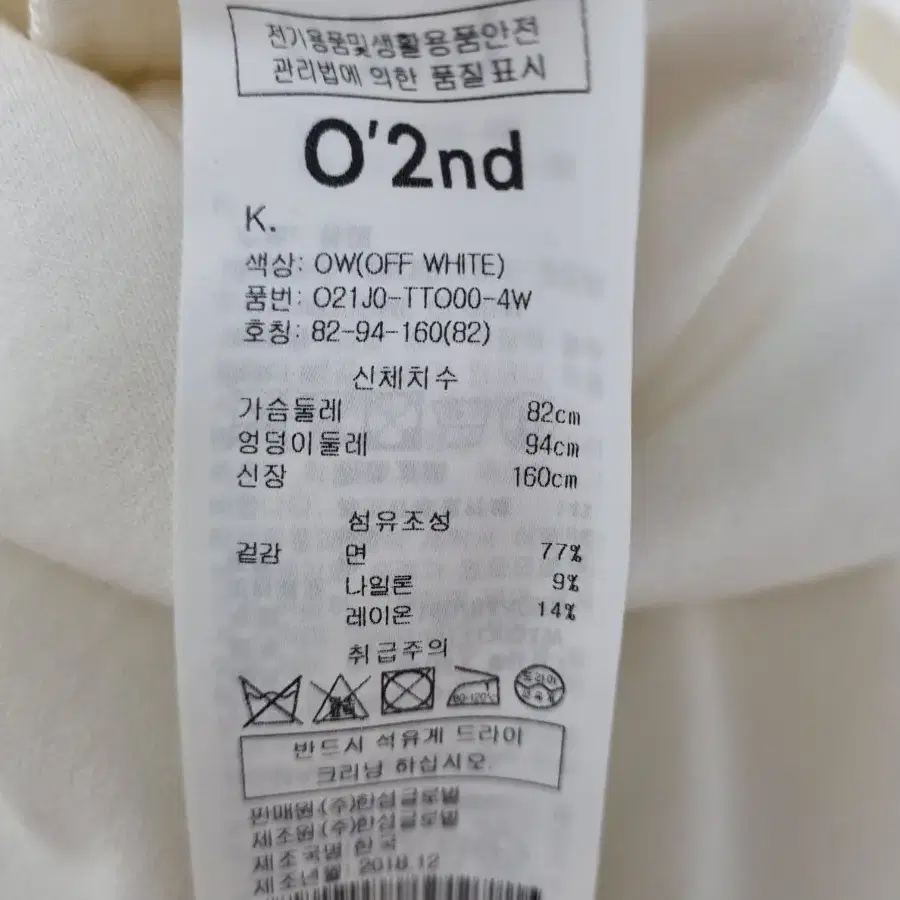 전기용품및생활용품안전
관리법에 의한 품질표시
O'2nd
K.
색상: OW(OFF WHITE)
품번: O21J0-TTO00-4W
호칭: 82-94-160(82)
신체치수
가슴둘레 82cm
엉덩이둘레 94cm
신장 160cm
섬유조성
겉감 면 77%
나일론 9%
레이온 14%
취급주의
80-120℃
드라이
반드시 석유계 드라이
크리닝 하십시오.
판매원:(주)한섬글로벌
제조원:(주)한섬글로벌
제조국명:한국
제조년월: 2018.12